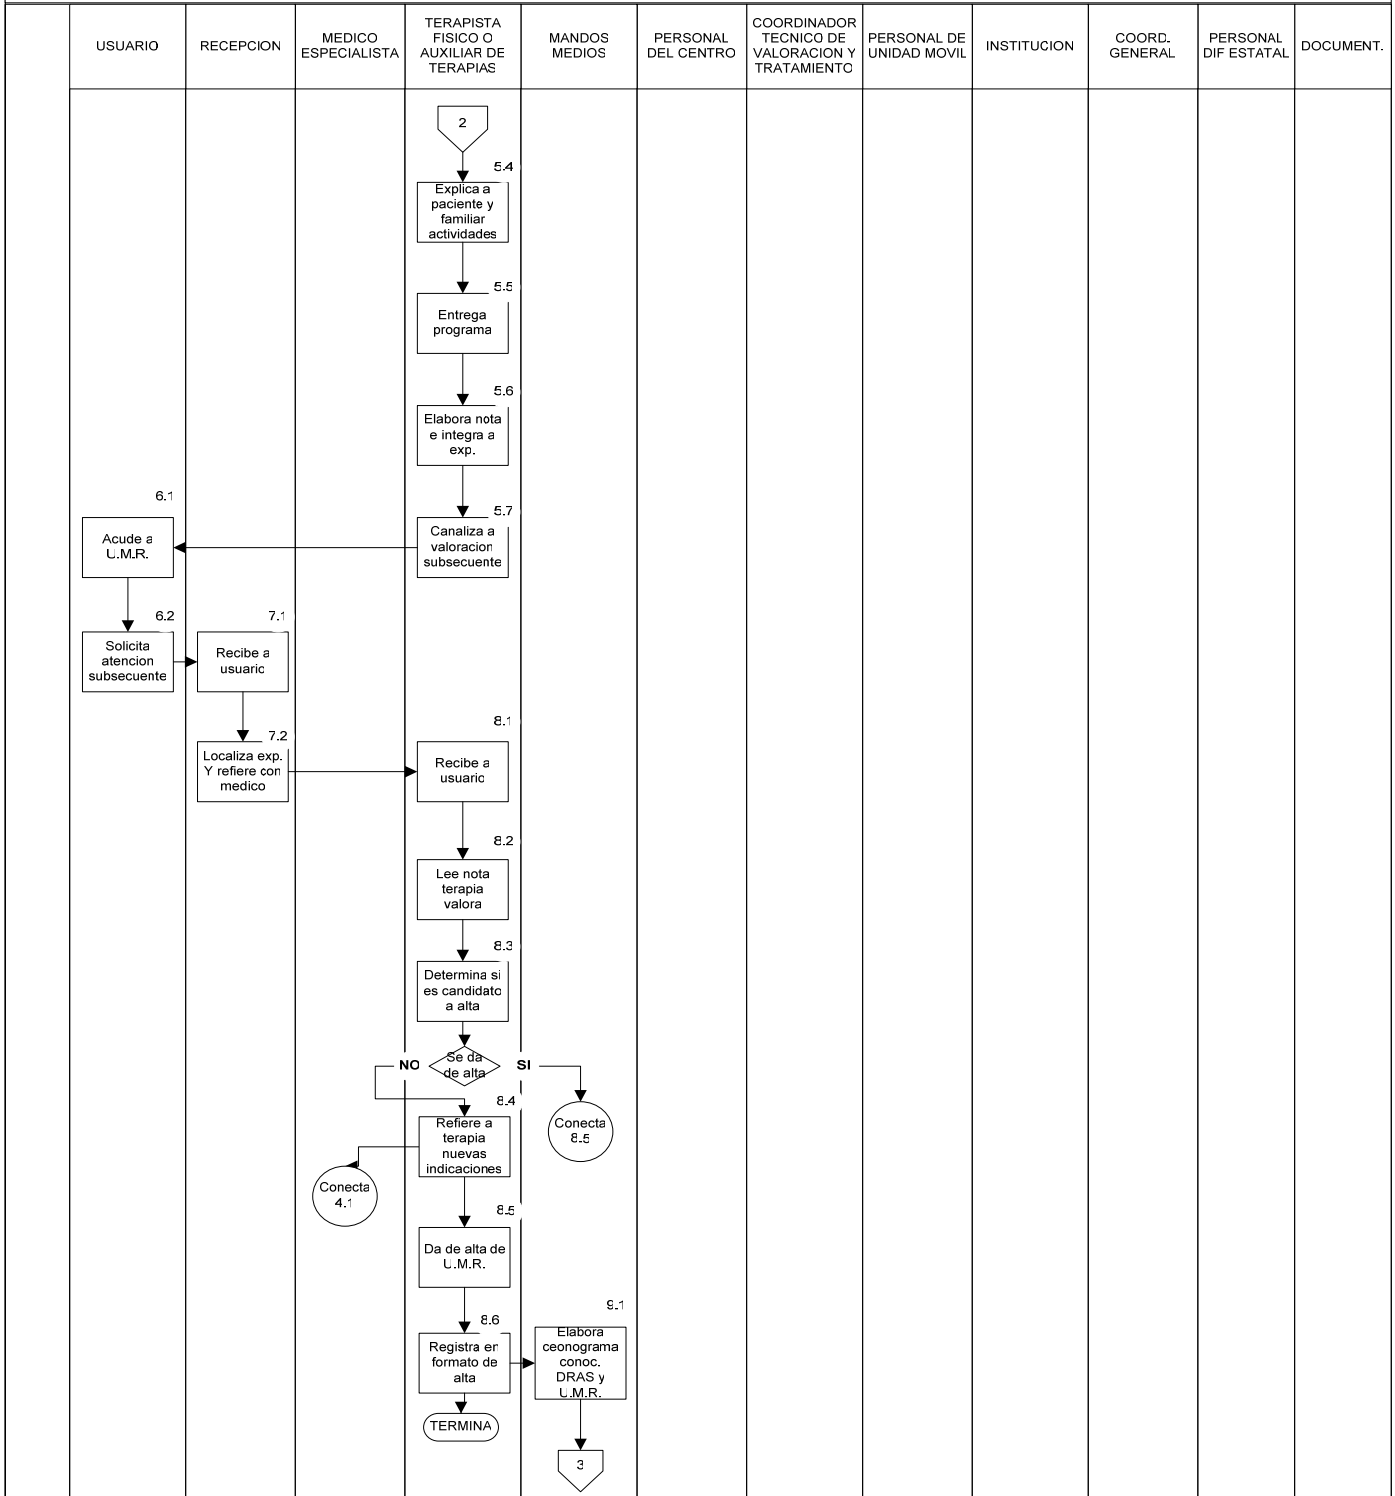 USUARIO
RECEPCION
MEDICO
ESPECIALISTA
TERAPISTA
FISICO O
AUXILIAR DE
TERAPIAS
MANDOS
MEDIOS
PERSONAL
DEL CENTRO
COORDINADOR
TECNICO DE
VALORACION Y
TRATAMIENTO
PERSONAL DE
UNIDAD MOVIL
INSTITUCION
COORD.
GENERAL
PERSONAL
DIF ESTATAL
DOCUMENT.
2
5.4
Explica a
paciente y
familiar
actividades
5.5
Entrega
programa
5.6
Elabora nota
e integra a
exp.
5.7
Canaliza a
valoracion
subsecuente
6.1
Acude a
U.M.R.
6.2
Solicita
atencion
subsecuente
7.1
Recibe a
usuario
7.2
Localiza exp.
Y refiere con
medico
8.1
Recibe a
usuario
8.2
Lee nota
terapia
valora
8.3
Determina si
es candidato
a alta
Se da
de alta
NO
SI
8.4
Refiere a
terapia
nuevas
indicaciones
Conecta
8.5
Conecta
4.1
8.5
Da de alta de
U.M.R.
8.6
Registra en
formato de
alta
9.1
Elabora
ceonograma
conoc.
DRAS y
U.M.R.
TERMINA
3